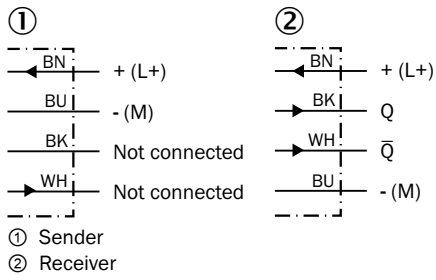 ① ②
BN + (L+)
BU - (M)
BK Not connected
WH Not connected
BN + (L+)
BK Q
WH Q̅
BU - (M)
① Sender
② Receiver